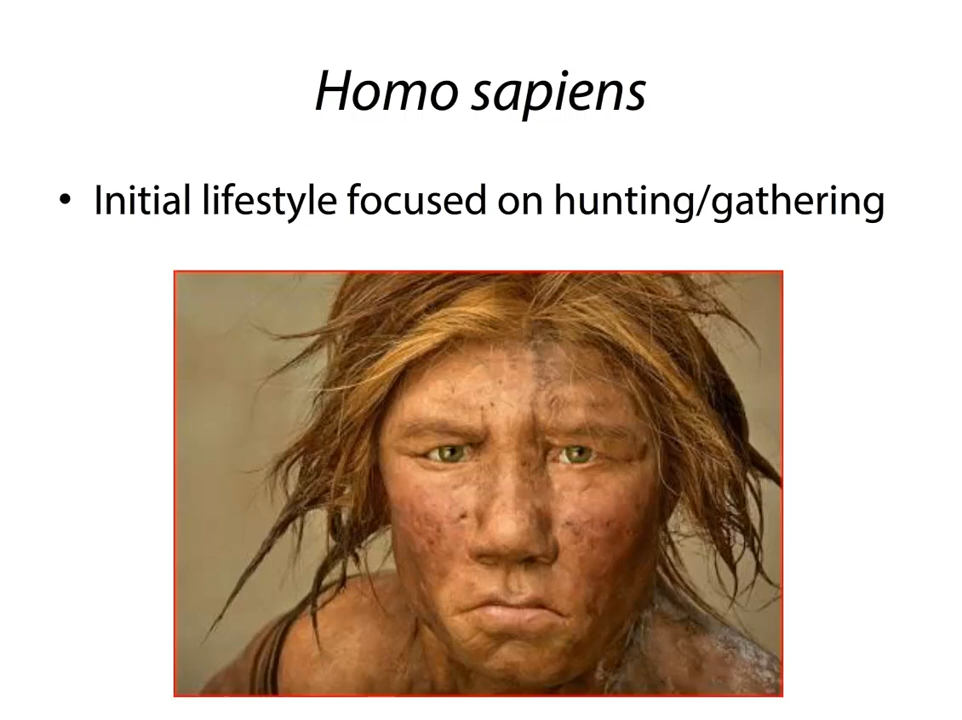 Homo sapiens
• Initial lifestyle focused on hunting/gathering